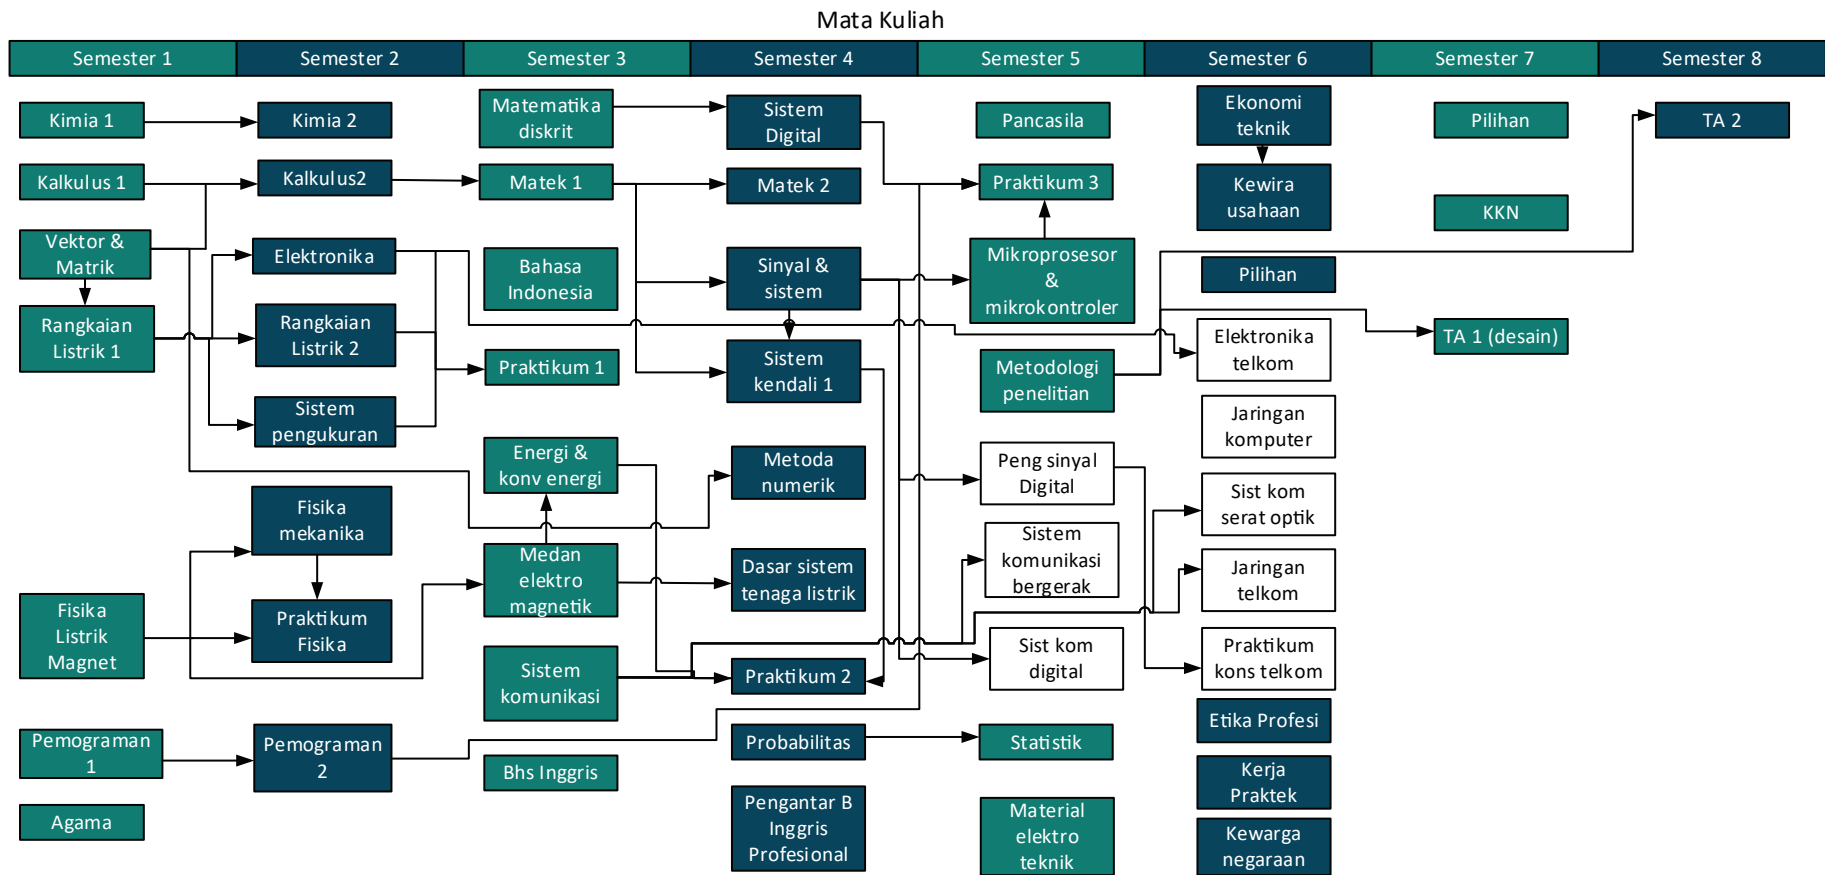 Mata Kuliah
Semester 1
Semester 2
Semester 3
Semester 4
Semester 5
Semester 6
Semester 7
Semester 8
Kimia 1
Kalkulus 1
Vektor &
Matrik
Rangkaian
Listrik 1
Fisika
Listrik
Magnet
Pemograman
1
Agama
Kimia 2
Kalkulus2
Elektronika
Rangkaian
Listrik 2
Sistem
pengukuran
Fisika
mekanika
Praktikum
Fisika
Pemograman
2
Matematika
diskrit
Matek 1
Bahasa
Indonesia
Praktikum 1
Energi &
konv energi
Medan
elektro
magnetik
Sistem
komunikasi
Bhs Inggris
Sistem
Digital
Matek 2
Sinyal &
sistem
Sistem
kendali 1
Metoda
numerik
Dasar sistem
tenaga listrik
Praktikum 2
Probabilitas
Pengantar B
Inggris
Profesional
Pancasila
Praktikum 3
Mikroprosesor
&
mikrokontroler
Metodologi
penelitian
Peng sinyal
Digital
Sistem
komunikasi
bergerak
Sist kom
digital
Statistik
Material
elektro
teknik
Ekonomi
teknik
Kewira
usahaan
Pilihan
Elektronika
telkom
Jaringan
komputer
Sist kom
serat optik
Jaringan
telkom
Praktikum
kons telkom
Etika Profesi
Kerja
Praktek
Kewarga
negaraan
Pilihan
KKN
TA 1 (desain)
TA 2